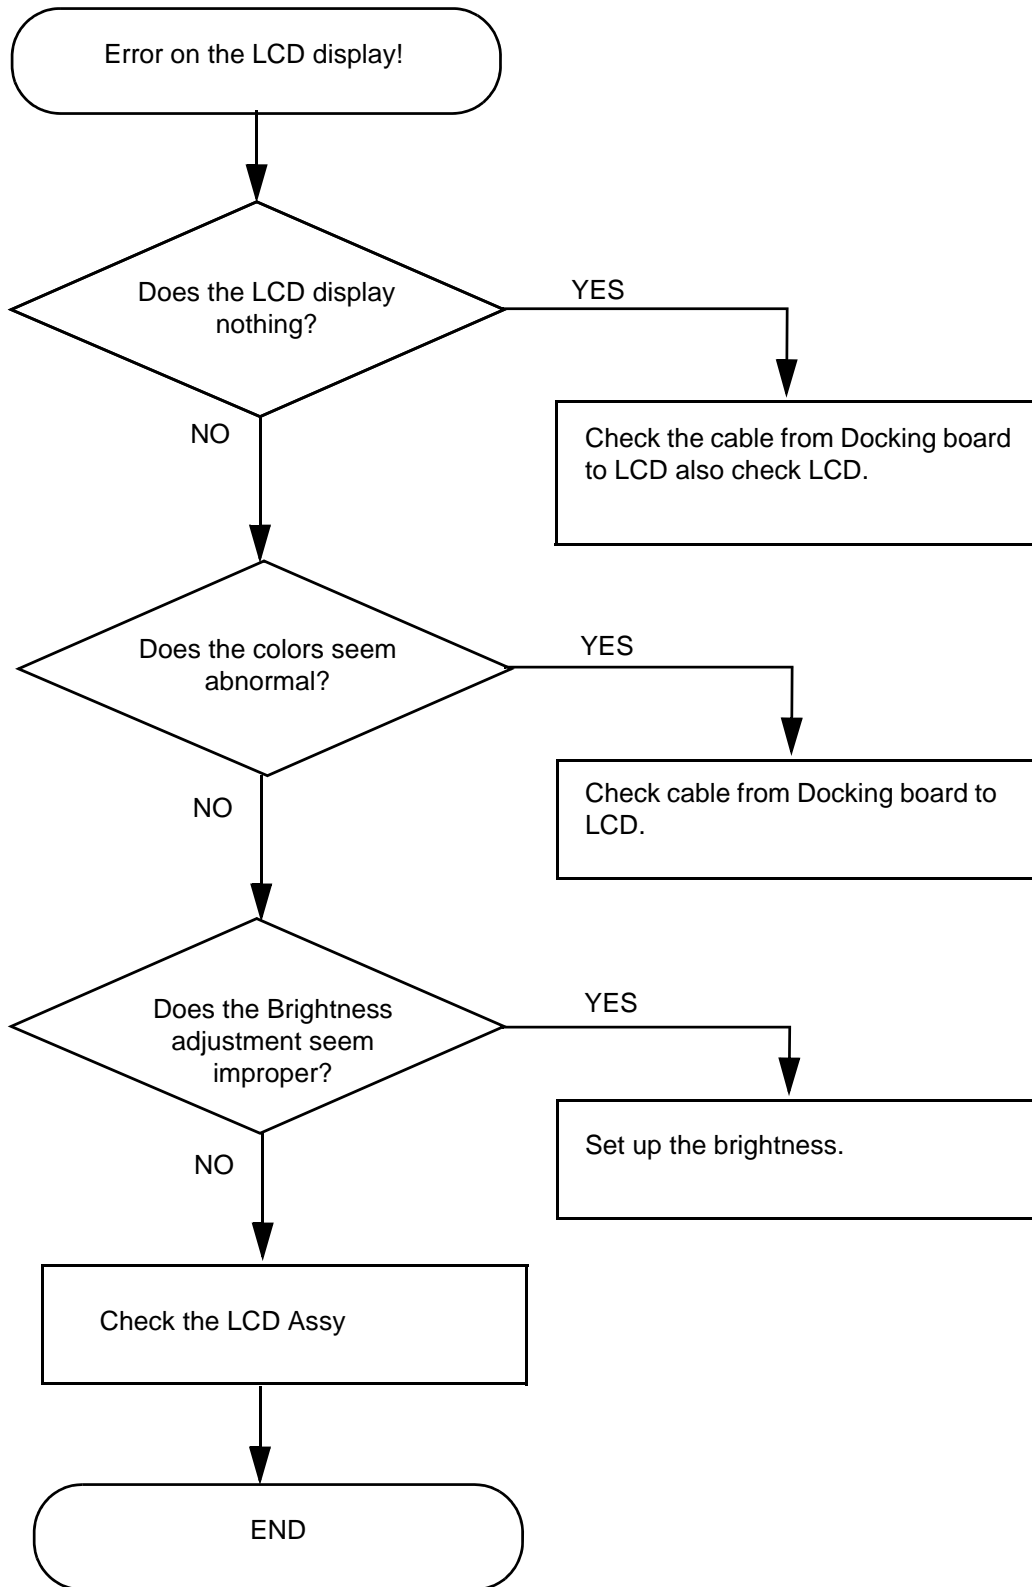 Error on the LCD display!
Does the LCD display
nothing?
YES
NO
Check the cable from Docking board
to LCD also check LCD.
Does the colors seem
abnormal?
YES
NO
Check cable from Docking board to
LCD.
Does the Brightness
adjustment seem
improper?
YES
NO
Set up the brightness.
Check the LCD Assy
END